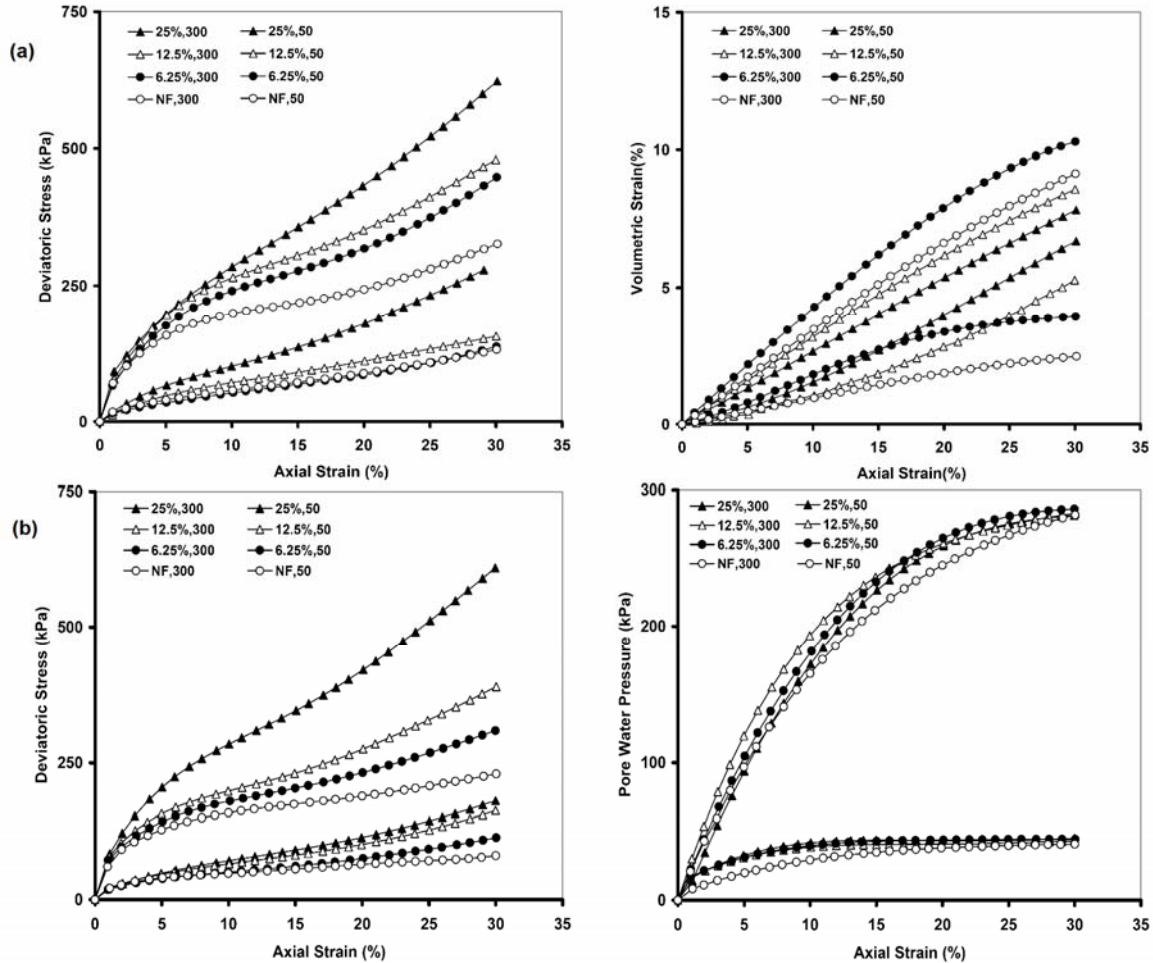 (a)
750
500
250
0
Deviatoric Stress (kPa)
25%,300 25%,50
12.5%,300 12.5%,50
6.25%,300 6.25%,50
NF,300 NF,50
0 5 10 15 20 25 30 35
Axial Strain (%)
15
10
5
0
Volumetric Strain(%)
25%,300 25%,50
12.5%,300 12.5%,50
6.25%,300 6.25%,50
NF,300 NF,50
0 5 10 15 20 25 30 35
Axial Strain(%)
(b)
750
500
250
0
Deviatoric Stress (kPa)
25%,300 25%,50
12.5%,300 12.5%,50
6.25%,300 6.25%,50
NF,300 NF,50
0 5 10 15 20 25 30 35
Axial Strain (%)
300
200
100
0
Pore Water Pressure (kPa)
25%,300 25%,50
12.5%,300 12.5%,50
6.25%,300 6.25%,50
NF,300 NF,50
0 5 10 15 20 25 30 35
Axial Strain (%)